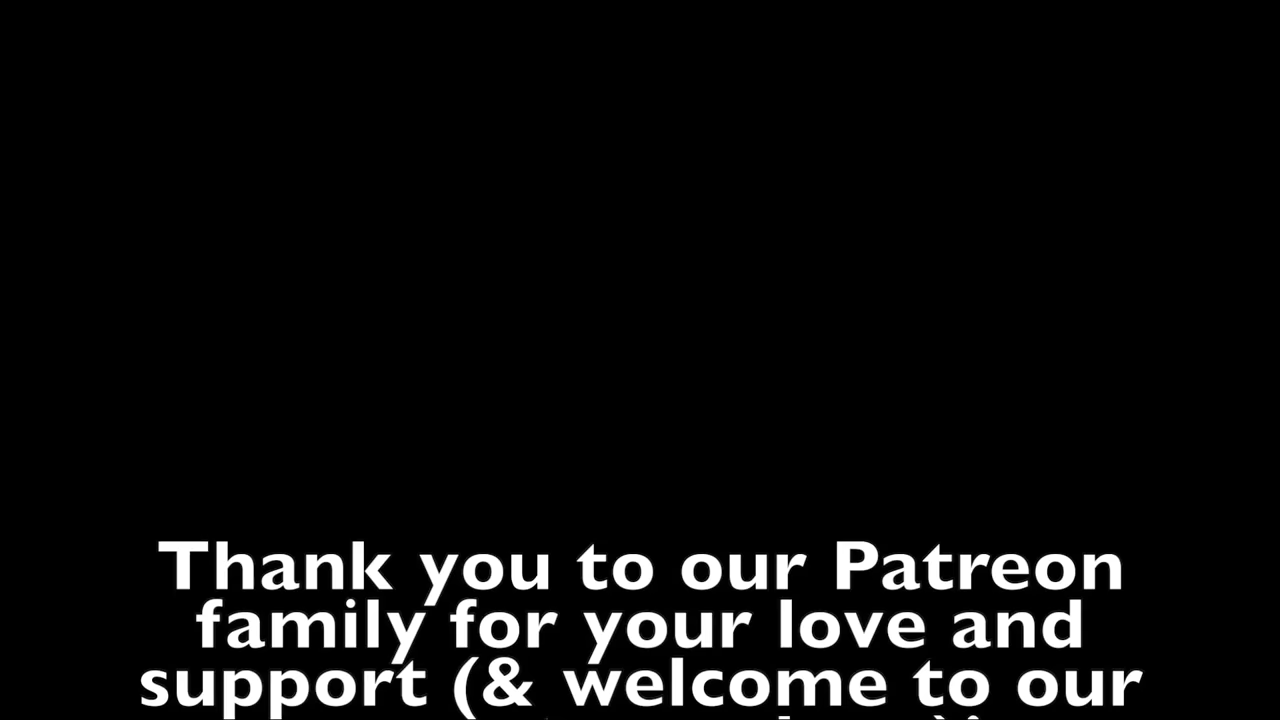 Thank you to our Patreon
family for your love and
support (& welcome to our